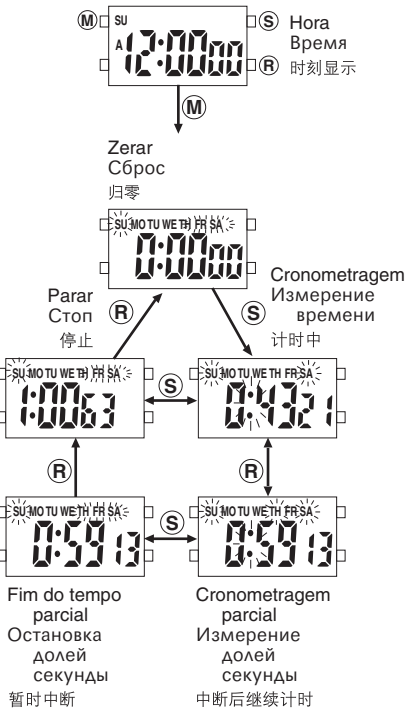 M
SU
S
Hora
Время
A 12:00 00
R
时刻显示
M
Zerar
Сброс
归零
SU MO TU WE TH FR SA
0:00 00
Parar
Стоп
停止
R
S
Cronometragem
Измерение
времени
计时中
SU MO TU WE TH FR SA
1:00 63
S
SU MO TU WE TH FR SA
0:43 21
R
R
SU MO TU WE TH FR SA
0:59 13
S
SU MO TU WE TH FR SA
0:59 13
Fim do tempo
parcial
Остановка
долей
секунды
暂时中断
Cronometragem
parcial
Измерение
долей
секунды
中断后继续计时